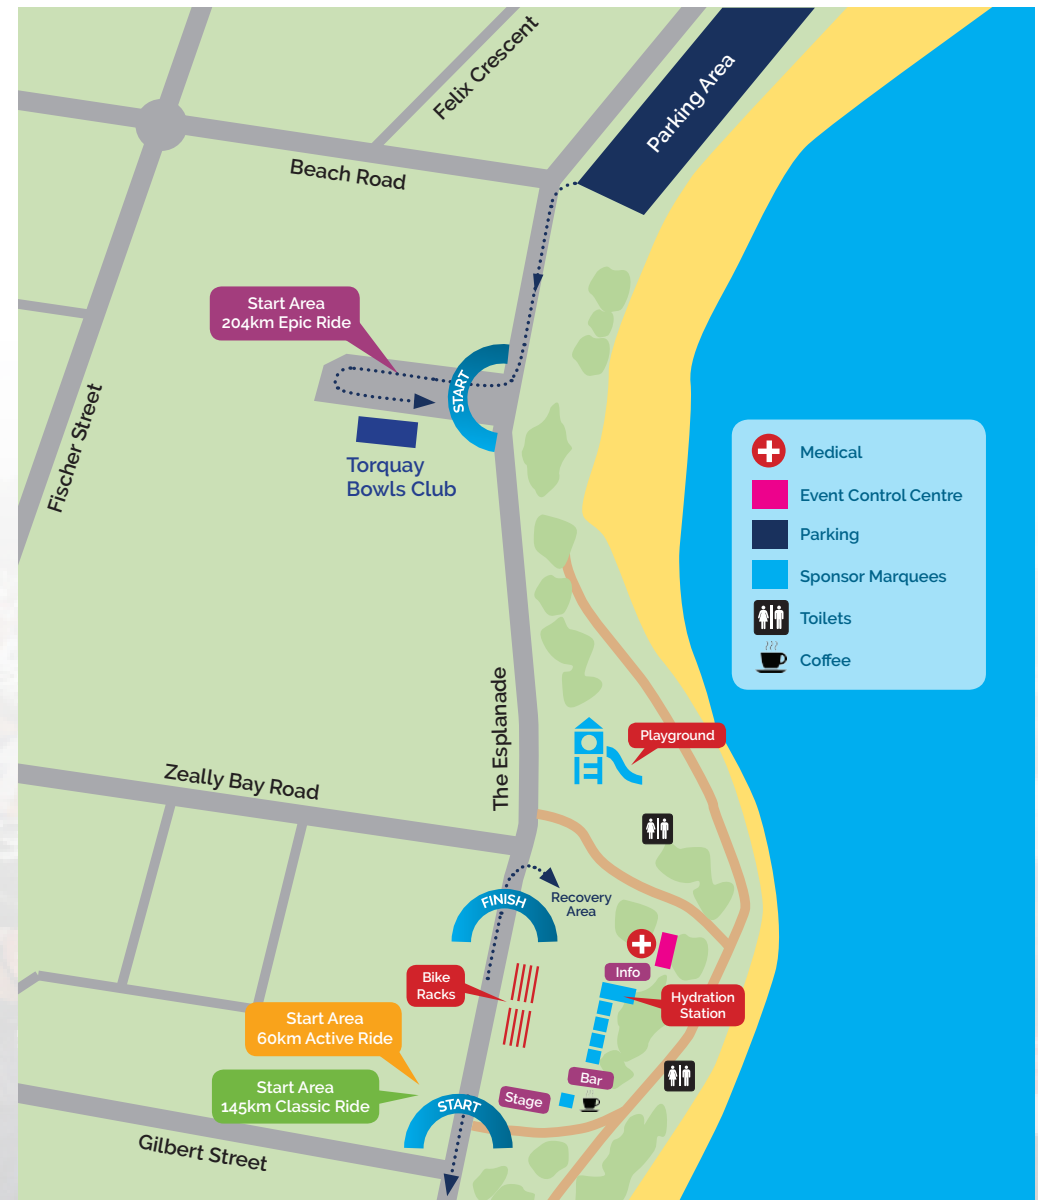 Felix Crescent
Parking Area
Beach Road
Start Area
204km Epic Ride
START
Fischer Street
Torquay
Bowls Club
Medical
Event Control Centre
Parking
Sponsor Marquees
Toilets
Coffee
The Esplanade
Playground
Zeally Bay Road
FINISH
Recovery
Area
Bike
Racks
Info
Hydration
Station
Start Area
60km Active Ride
Start Area
145km Classic Ride
Bar
Stage
START
Gilbert Street